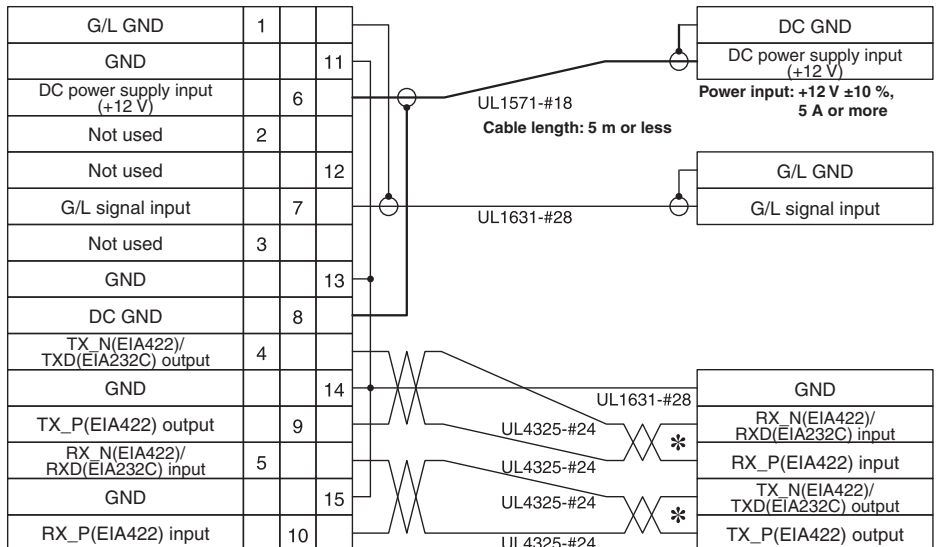 G/L GND 1
GND 11
DC power supply input
(+12 V) 6
Not used 2
Not used 12
G/L signal input 7
Not used 3
GND 13
DC GND 8
TX_N(EIA422)/
TXD(EIA232C) output 4
GND 14
TX_P(EIA422) output 9
RX_N(EIA422)/
RXD(EIA232C) input 5
GND 15
RX_P(EIA422) input 10
UL1571-#18
Cable length: 5 m or less
UL1631-#28
UL1631-#28
UL4325-#24
UL4325-#24
UL4325-#24
UL4325-#24
DC GND
DC power supply input
(+12 V)
Power input: +12 V ±10 %,
5 A or more
G/L GND
G/L signal input
GND
RX_N(EIA422)/
RXD(EIA232C) input
*
RX_P(EIA422) input
TX_N(EIA422)/
TXD(EIA232C) output
*
TX_P(EIA422) output